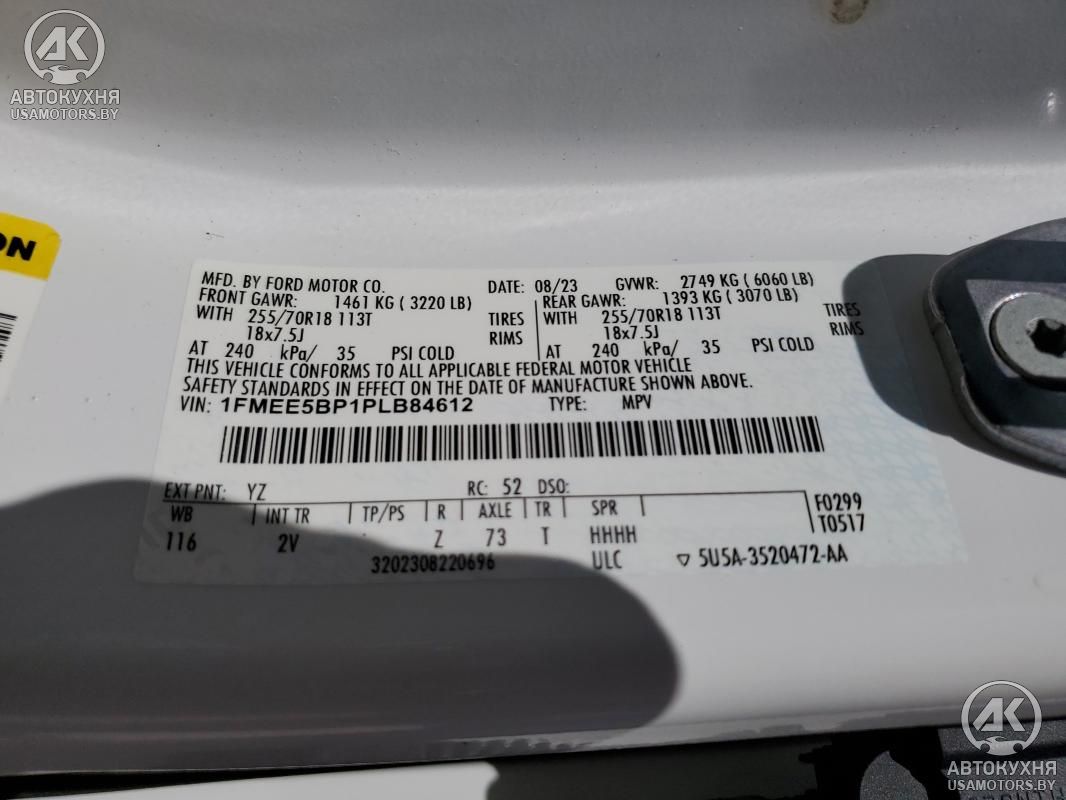 AK
АВТОКУХНЯ
USAMOTORS.BY
ON
MFD. BY FORD MOTOR CO. DATE: 08/23 GVWR: 2749 KG ( 6060 LB)
FRONT GAWR: 1461 KG ( 3220 LB) REAR GAWR: 1393 KG ( 3070 LB)
WITH 255/70R18 113T TIRES WITH 255/70R18 113T TIRES
18x7.5J RIMS 18x7.5J RIMS
AT 240 kPa/ 35 PSI COLD AT 240 kPa/ 35 PSI COLD
THIS VEHICLE CONFORMS TO ALL APPLICABLE FEDERAL MOTOR VEHICLE
SAFETY STANDARDS IN EFFECT ON THE DATE OF MANUFACTURE SHOWN ABOVE.
VIN: 1FMEE5BP1PLB84612 TYPE: MPV
EXT PNT: YZ RC: 52 DSO:
WB INT TR TP/PS R AXLE TR SPR F0299
116 2V Z 73 T HHHH T0517
3202308220696 ULC ▽ 5U5A-3520472-AA
AK
АВТОКУХНЯ
USAMOTORS.BY